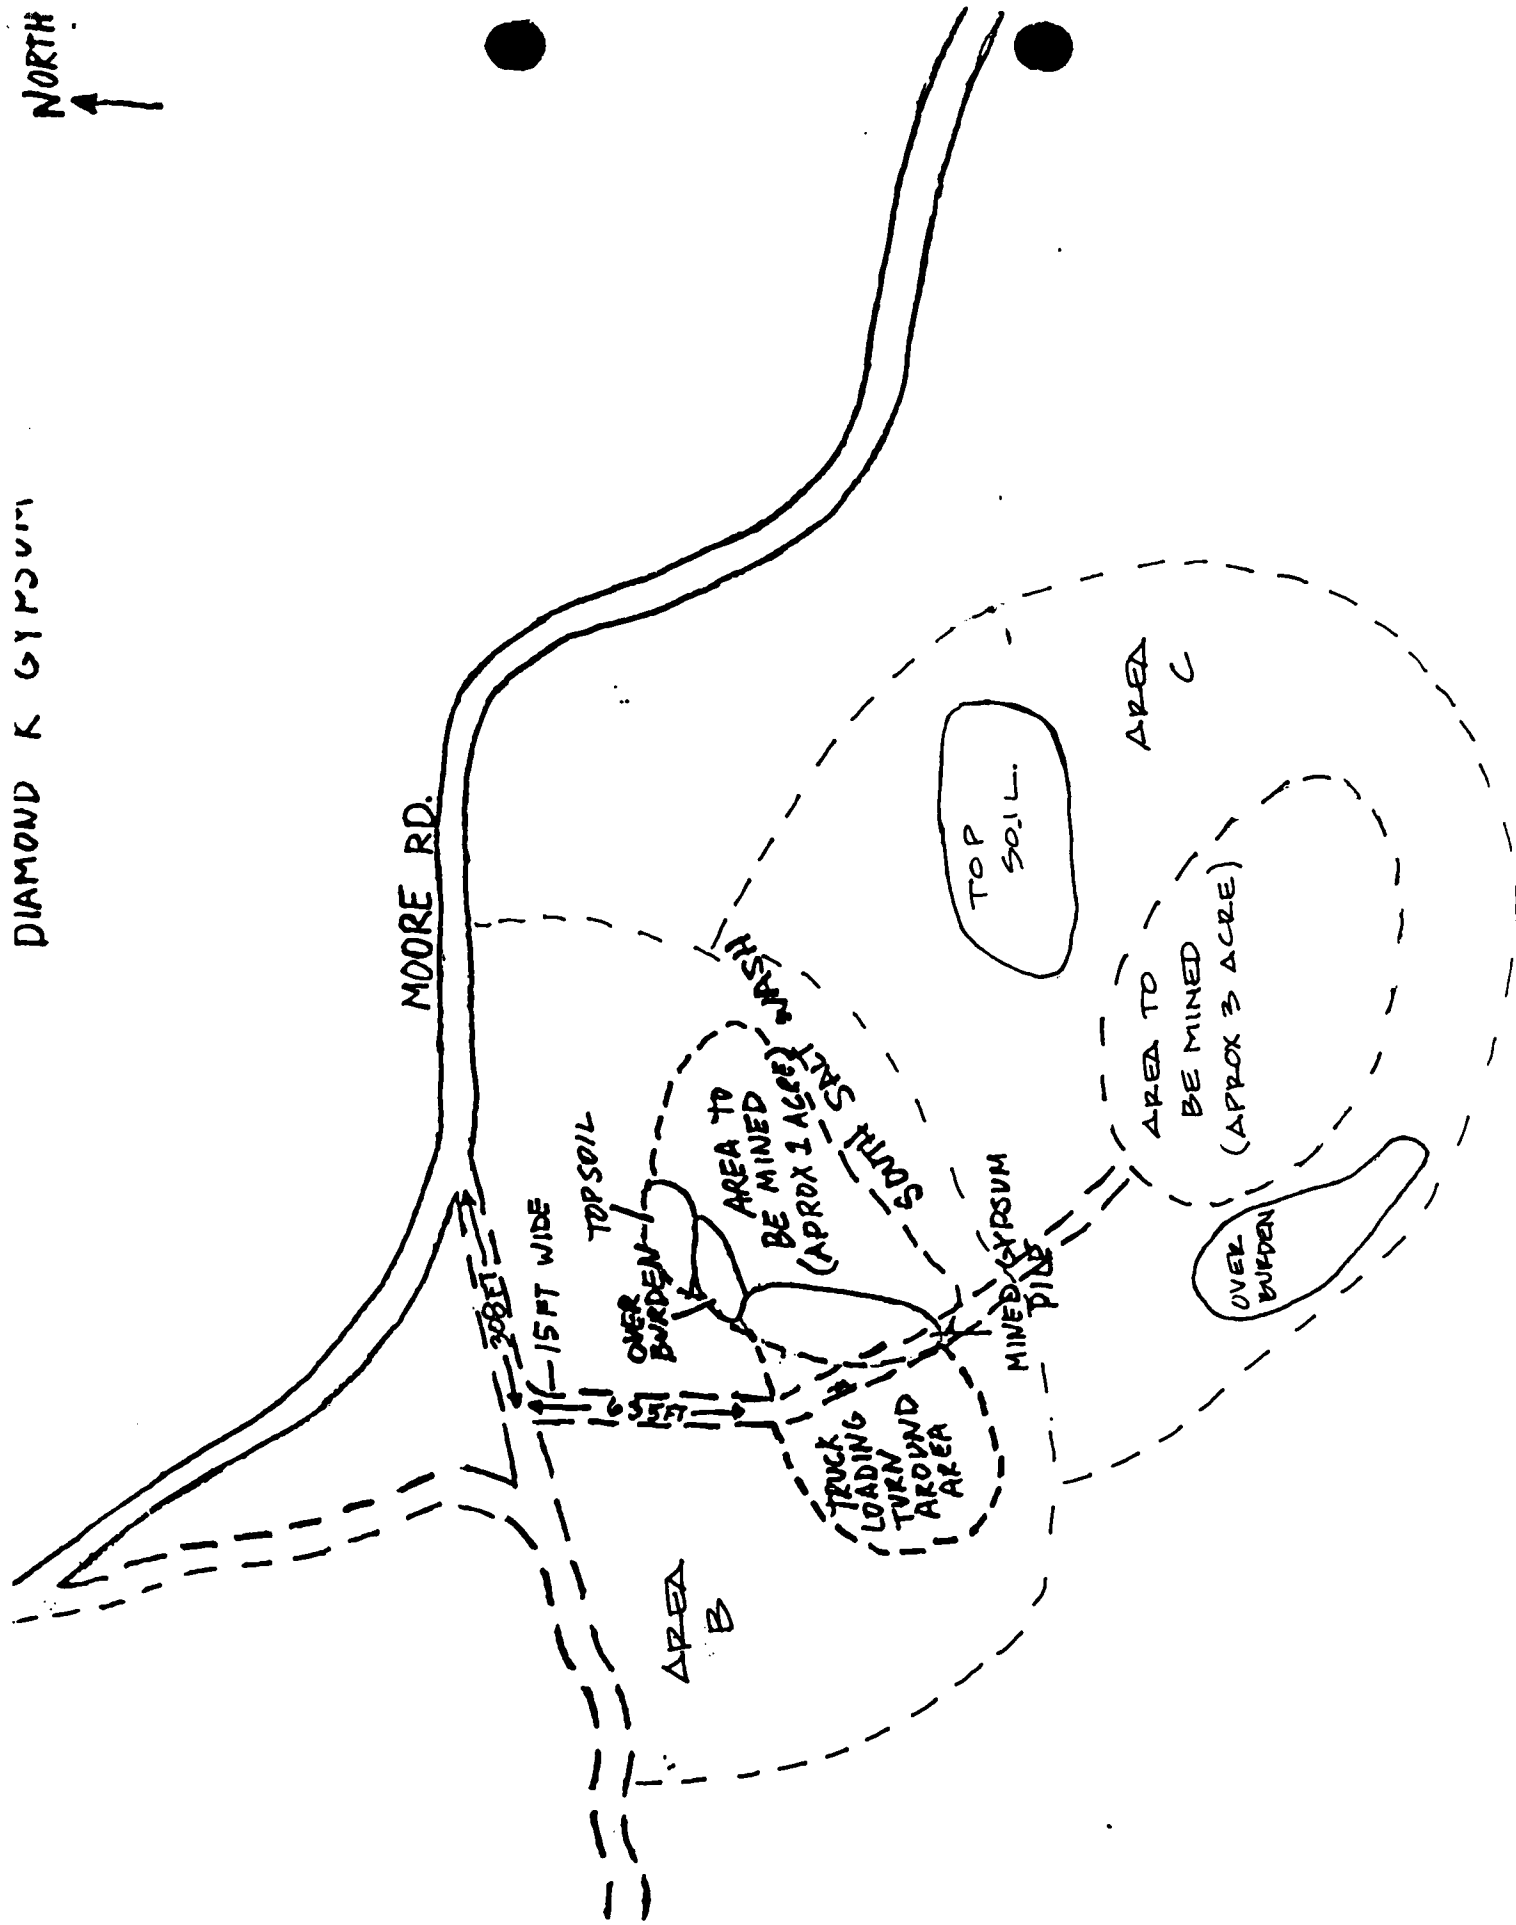 DIAMOND K GYPSUM
NORTH
MOORE RD.
308FT
15 FT WIDE
635FT
TOPSOIL
OVER
BURDEN
AREA TO
BE MINED
(APROX 1 ACRE)
SOUTH SALT WASH
TRUCK
LOADING
TURN
AROUND
AREA
MINED GYPSUM
PILE
AREA
B
TOP
SOIL.
AREA
C
AREA TO
BE MINED
(APROX 3 ACRE)
OVER
BURDEN